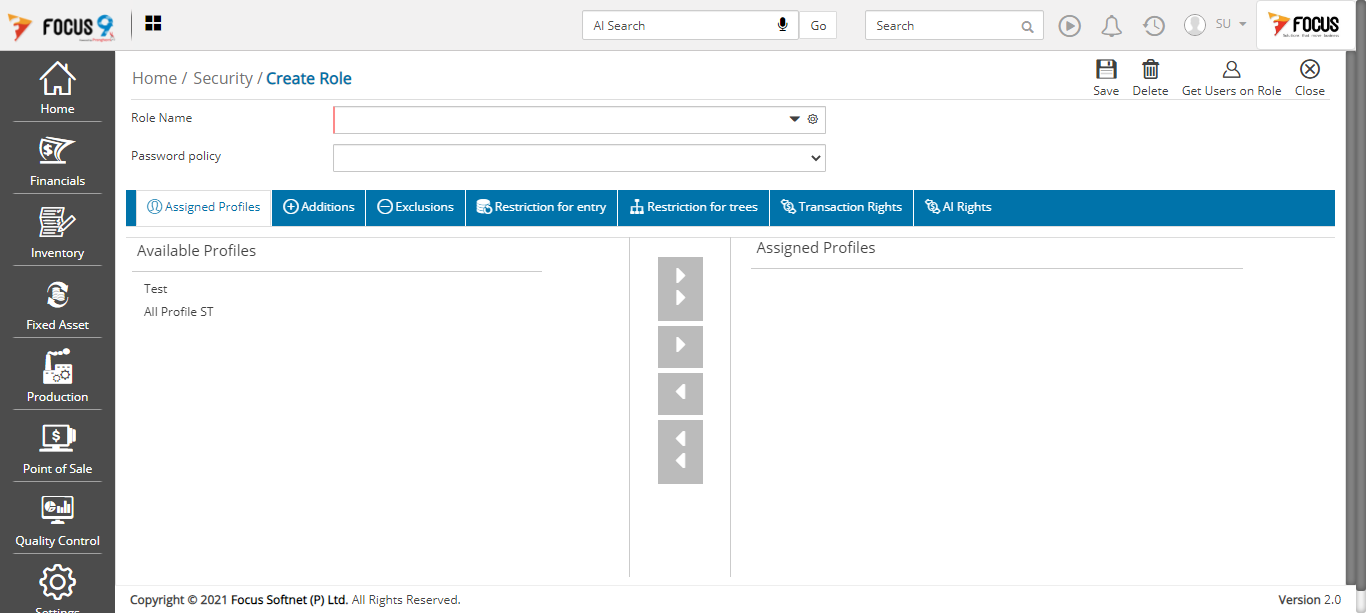 FOCUS 9
AI Search
Go
Search
SU
FOCUS
Home / Security / Create Role
Save
Delete
Get Users on Role
Close
Home
Financials
Inventory
Fixed Asset
Production
Point of Sale
Quality Control
Settings
Role Name
Password policy
Assigned Profiles
Additions
Exclusions
Restriction for entry
Restriction for trees
Transaction Rights
AI Rights
Available Profiles
Assigned Profiles
Test
All Profile ST
Copyright © 2021 Focus Softnet (P) Ltd. All Rights Reserved.
Version 2.0